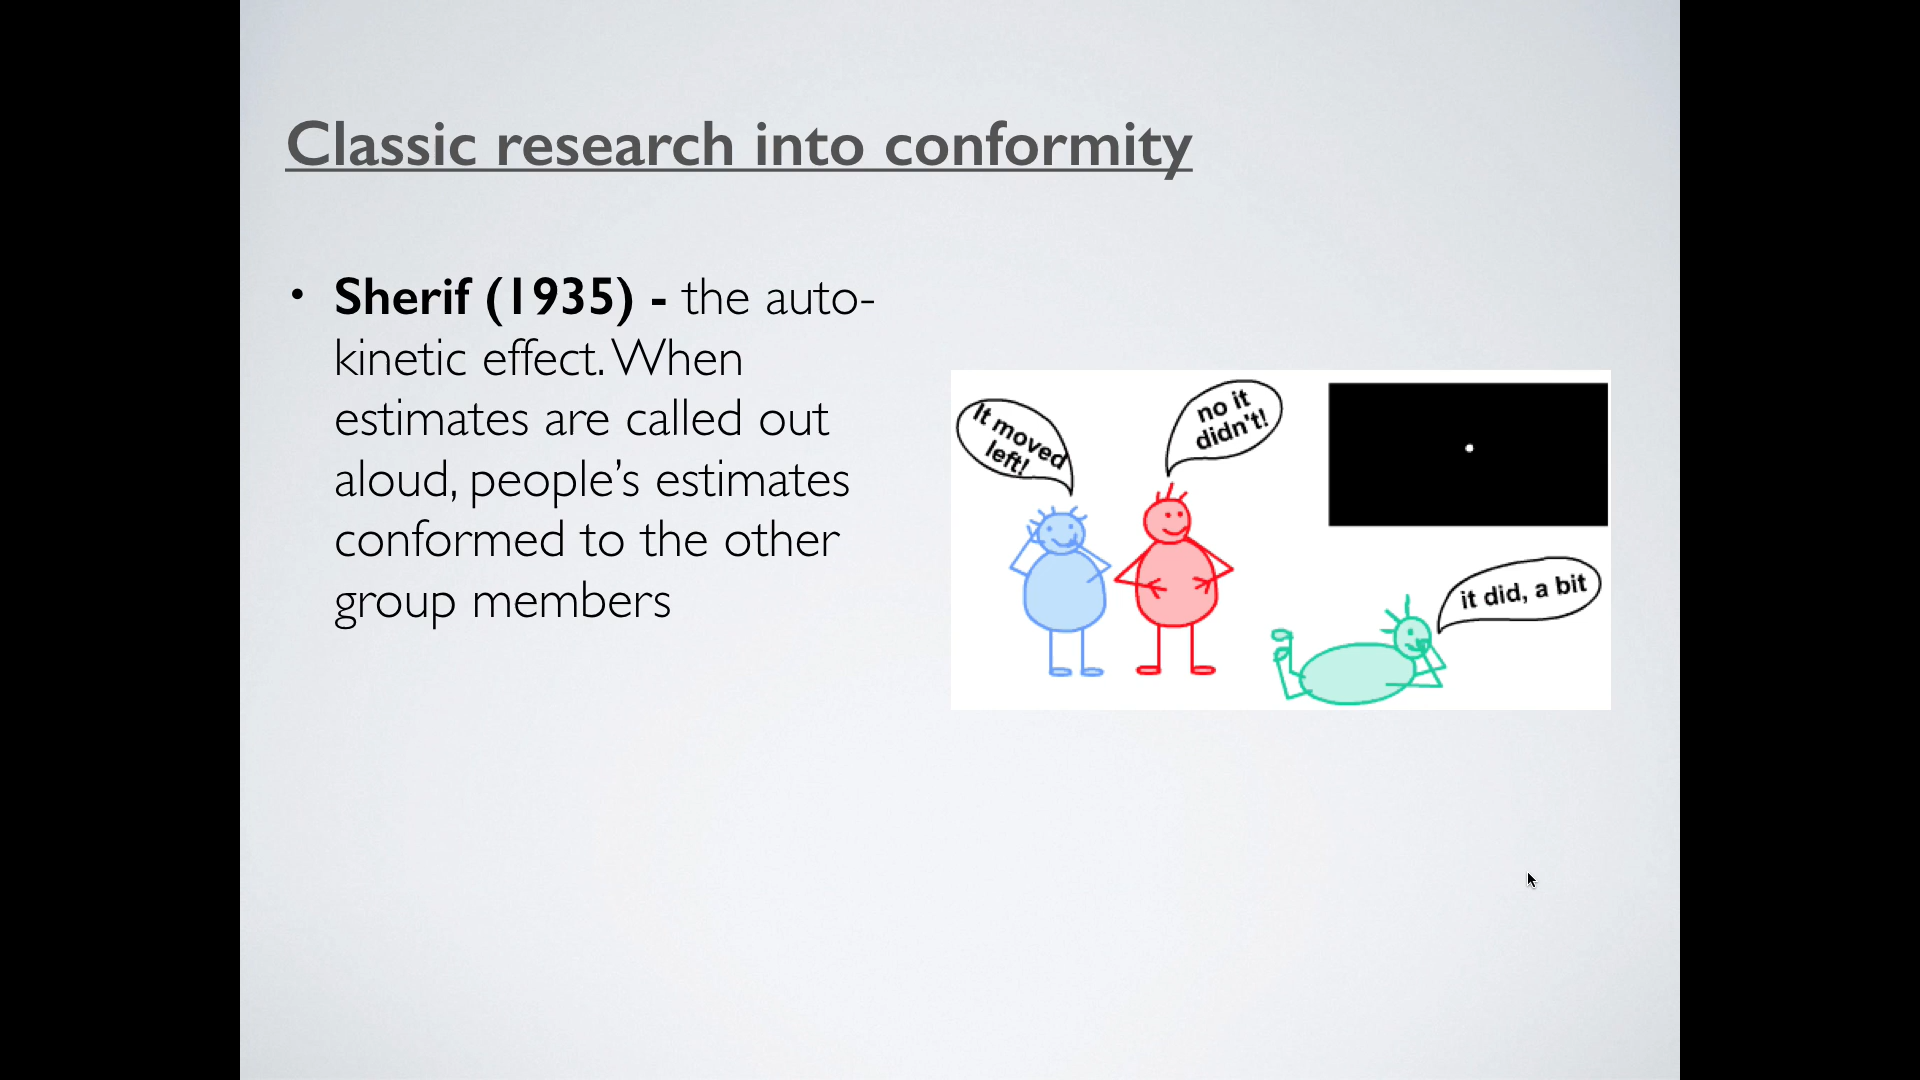 Classic research into conformity
• Sherif (1935) - the auto-
kinetic effect. When
estimates are called out
aloud, people’s estimates
conformed to the other
group members
It moved
left!
no it
didn't!
it did, a bit